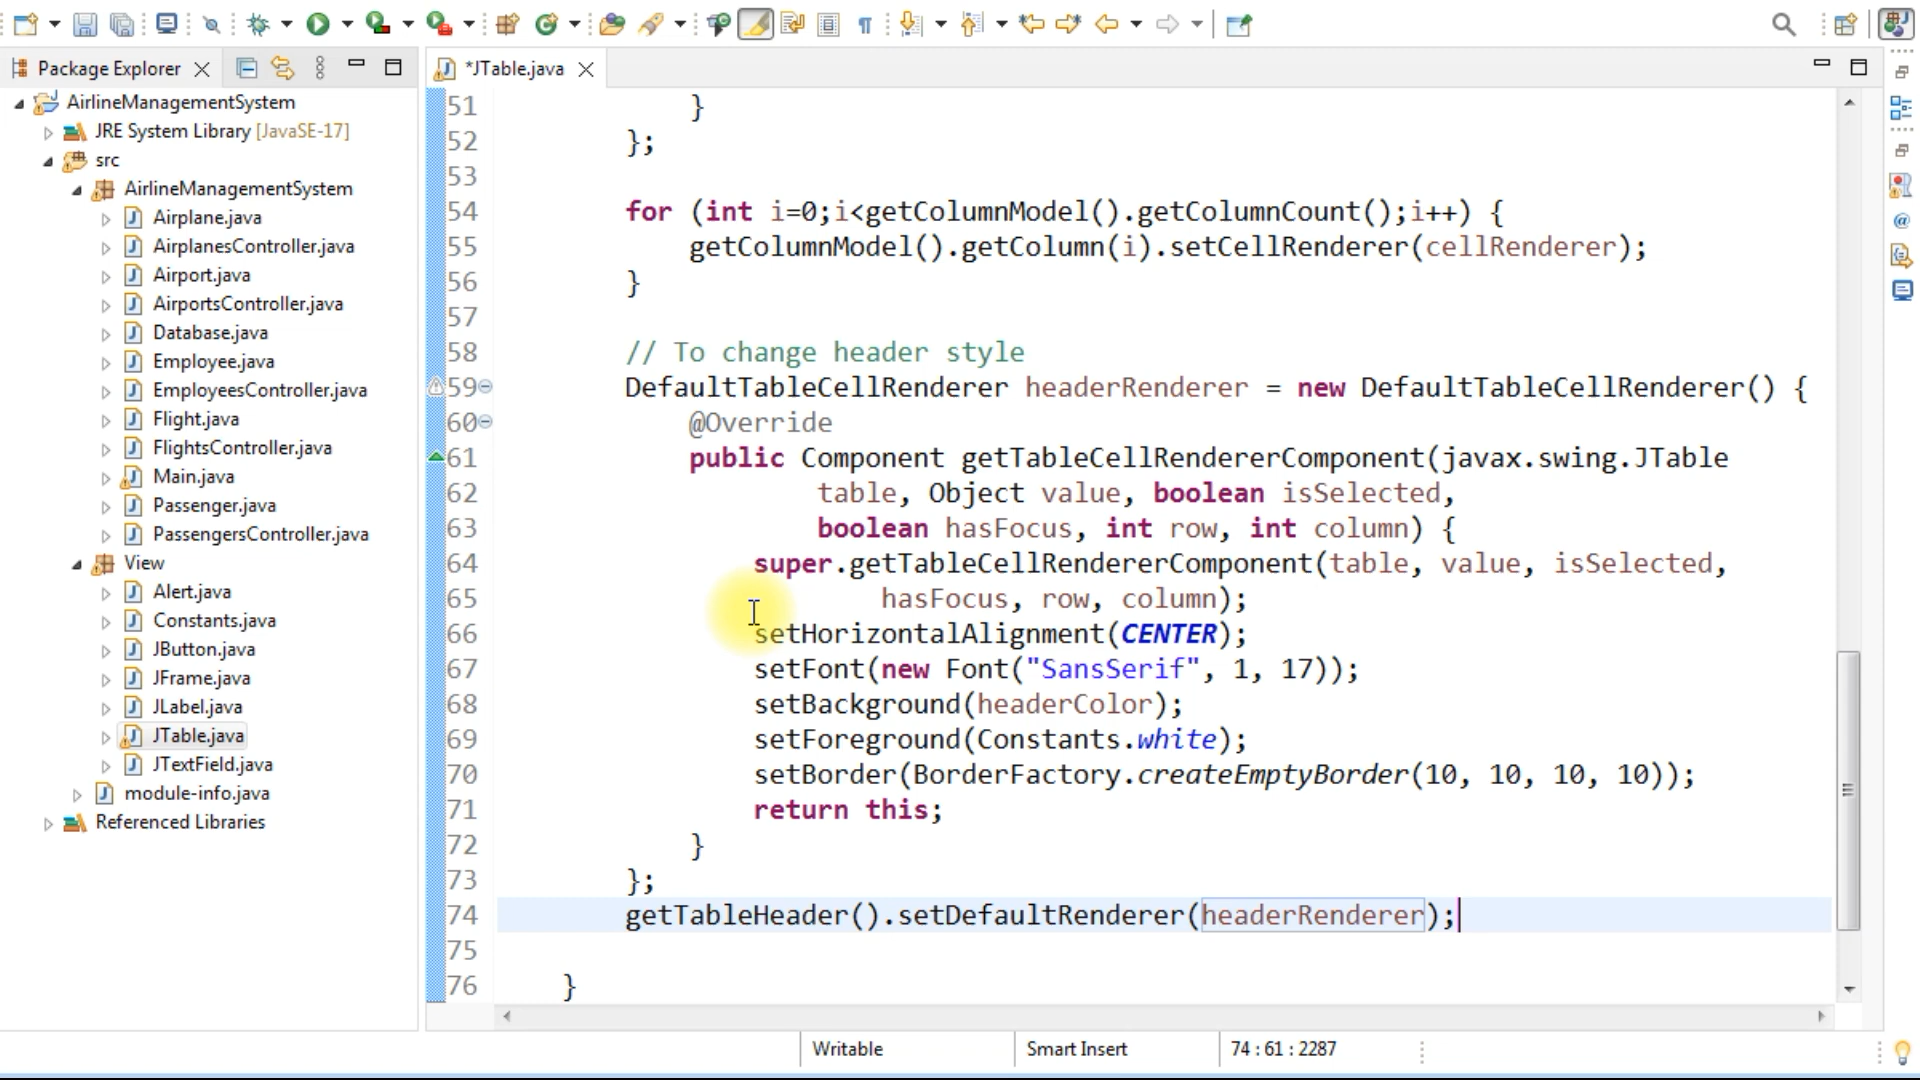 Package Explorer
AirlineManagementSystem
JRE System Library [JavaSE-17]
src
AirlineManagementSystem
Airplane.java
AirplanesController.java
Airport.java
AirportsController.java
Database.java
Employee.java
EmployeesController.java
Flight.java
FlightsController.java
Main.java
Passenger.java
PassengersController.java
View
Alert.java
Constants.java
JButton.java
JFrame.java
JLabel.java
JTable.java
JTextField.java
module-info.java
Referenced Libraries
*JTable.java
51 }
52 };
53
54 for (int i=0;i<getColumnModel().getColumnCount();i++) {
55 getColumnModel().getColumn(i).setCellRenderer(cellRenderer);
56 }
57
58 // To change header style
59 DefaultTableCellRenderer headerRenderer = new DefaultTableCellRenderer() {
60 @Override
61 public Component getTableCellRendererComponent(javax.swing.JTable
62 table, Object value, boolean isSelected,
63 boolean hasFocus, int row, int column) {
64 super.getTableCellRendererComponent(table, value, isSelected,
65 hasFocus, row, column);
66 setHorizontalAlignment(CENTER);
67 setFont(new Font("SansSerif", 1, 17));
68 setBackground(headerColor);
69 setForeground(Constants.white);
70 setBorder(BorderFactory.createEmptyBorder(10, 10, 10, 10));
71 return this;
72 }
73 };
74 getTableHeader().setDefaultRenderer(headerRenderer);
75
76 }
Writable Smart Insert 74 : 61 : 2287